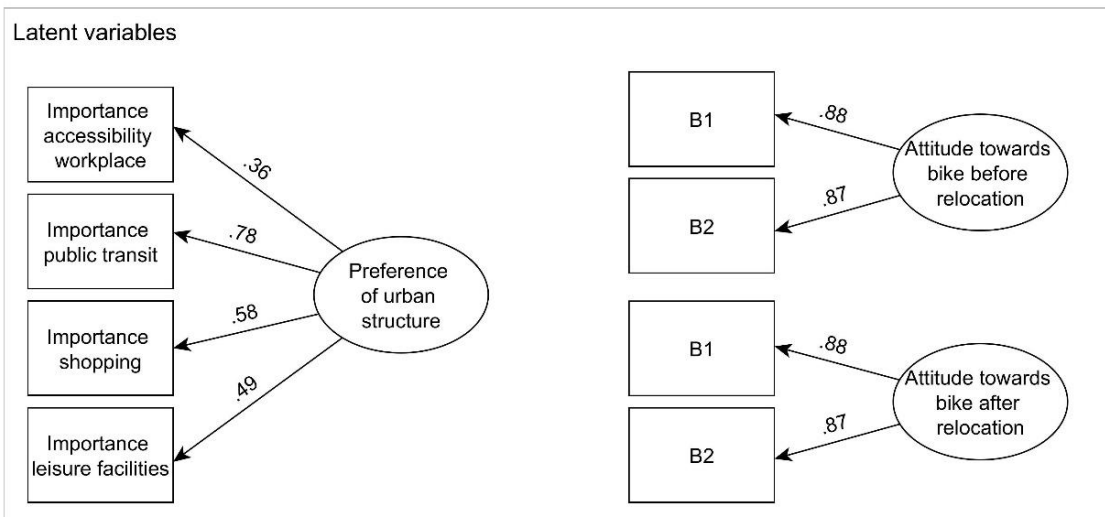 Latent variables
Importance
accessibility
workplace
.36
Importance
public transit
.78
Importance
shopping
.58
Importance
leisure facilities
.49
Preference
of urban
structure
B1
.88
B2
.87
Attitude towards
bike before
relocation
B1
.88
B2
.87
Attitude towards
bike after
relocation